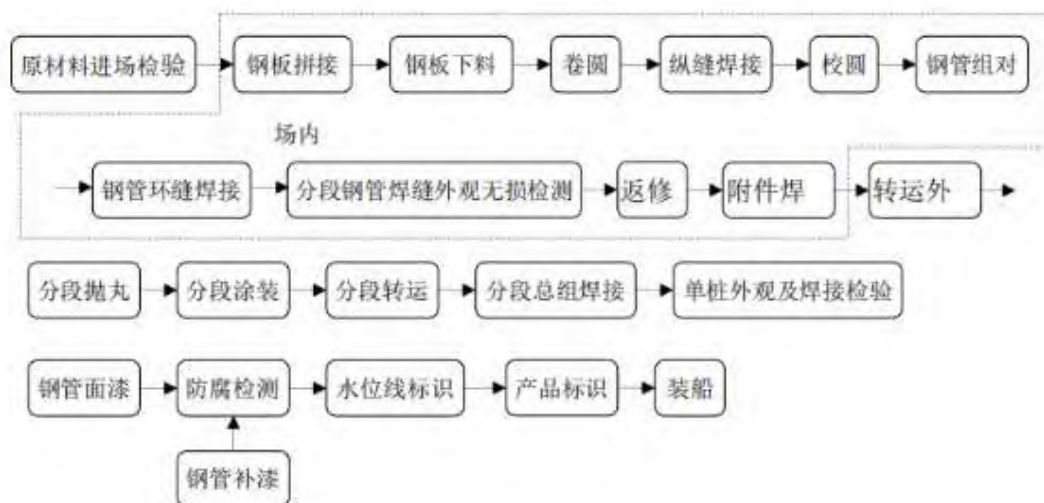 原材料进场检验 钢板拼接 钢板下料 卷圆 纵缝焊接 校圆 钢管组对
场内
钢管环缝焊接 分段钢管焊缝外观无损检测 返修 附件焊 转运外
分段抛丸 分段涂装 分段转运 分段总组焊接 单桩外观及焊接检验
钢管面漆 防腐检测 水位线标识 产品标识 装船
钢管补漆